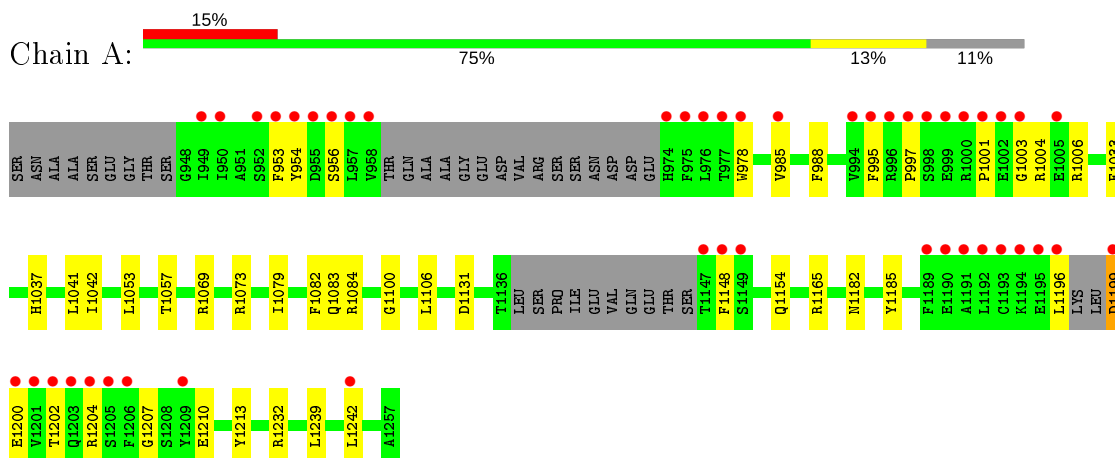 15%
Chain A:
75%
13%
11%
SER
ASN
ALA
ALA
SER
GLU
GLY
THR
SER
G948
I949
I950
A951
S952
F953
Y954
D955
S956
L957
V958
THR
GLN
ALA
ALA
GLY
GLU
ASP
VAL
ARG
SER
SER
ASN
ASP
ASP
GLU
H974
F975
L976
T977
W978
V985
F988
V994
F995
R996
P997
S998
E999
R1000
P1001
E1002
G1003
R1004
E1005
R1006
H1037
L1041
I1042
L1053
T1057
R1069
R1073
I1079
F1082
Q1083
R1084
G1100
L1106
D1131
T1136
LEU
SER
PRO
ILE
GLU
VAL
GLN
GLU
THR
SER
T1147
F1148
S1149
Q1154
R1165
N1182
Y1185
F1189
E1190
A1191
L1192
C1193
K1194
E1195
L1196
LYS
LEU
D1199
E1200
V1201
T1202
Q1203
R1204
S1205
F1206
G1207
S1208
Y1209
E1210
Y1213
R1232
L1239
L1242
A1257